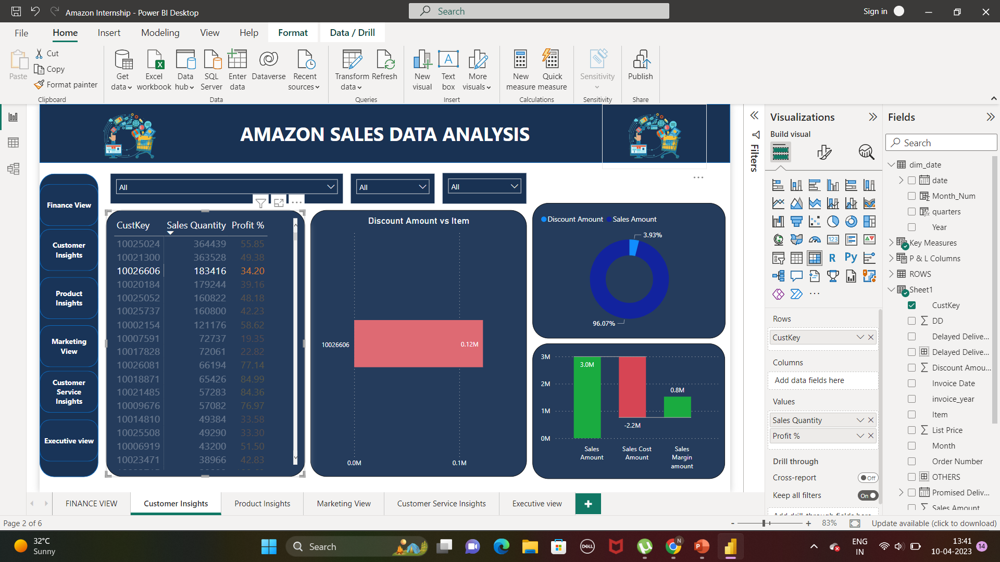 Amazon Internship - Power BI Desktop
Search
Sign in
File
Home
Insert
Modeling
View
Help
Format
Data / Drill
Paste
Cut
Copy
Format painter
Clipboard
Get data
Excel workbook
Data hub
SQL Server
Enter data
Dataverse
Recent sources
Data
Transform data
Refresh
Queries
New visual
Text box
More visuals
Insert
New measure
Quick measure
Calculations
Sensitivity
Sensitivity
Publish
Share
AMAZON SALES DATA ANALYSIS
Finance View
Customer Insights
Product Insights
Marketing View
Customer Service Insights
Executive view
All
All
All
CustKey Sales Quantity Profit %
10025024 364439 55.85
10021300 363528 49.38
10026606 183416 34.20
10020184 179244 39.16
10025052 160822 48.18
10025737 160800 42.23
10002154 121176 58.62
10007591 72737 19.35
10017828 72061 22.82
10026081 66194 77.14
10018871 65426 84.99
10021485 57283 84.36
10009676 57082 76.97
10014810 49384 33.58
10025508 49290 33.30
10006919 43200 51.50
10023471 38966 42.83
Discount Amount vs Item
10026606
0.12M
0.0M
0.1M
Discount Amount
Sales Amount
3.93%
96.07%
3M
2M
1M
0M
3.0M
-2.2M
0.8M
Sales Amount
Sales Cost Amount
Sales Margin amount
Filters
Visualizations
Build visual
123
R
Py
Rows
CustKey
Columns
Add data fields here
Values
Sales Quantity
Profit %
Drill through
Cross-report
Off
Keep all filters
On
Add drill-through fields here
Fields
Search
dim_date
date
Month_Num
quarters
Year
Key Measures
P & L Columns
ROWS
Sheet1
CustKey
DD
Delayed Delive...
Delayed Delive...
Discount Amou...
Invoice Date
invoice_year
Item
List Price
Month
Order Number
OTHERS
Promised Deliv...
Sales Amount
FINANCE VIEW
Customer Insights
Product Insights
Marketing View
Customer Service Insights
Executive view
Page 2 of 6
- + 83%
Update available (click to download)
32°C
Sunny
Search
DELL
N
P
ENG
IN
13:41
10-04-2023
14